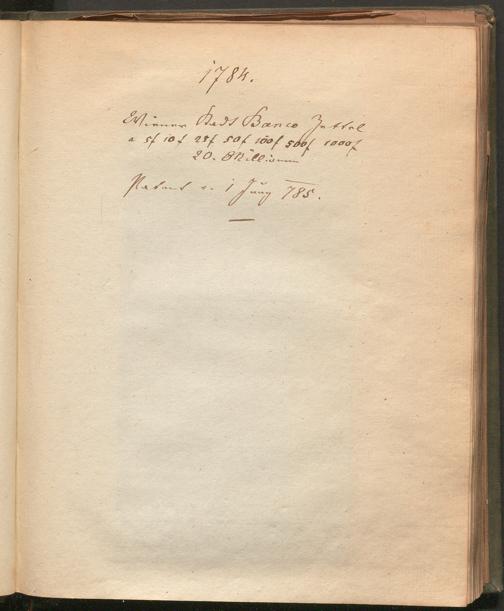 1784.
Wiener Stadt Banco Zettel
a 5f 10f 25f 50f 100f 500f 1000f
20. Millionen
Patent v. 1 Juny 785.